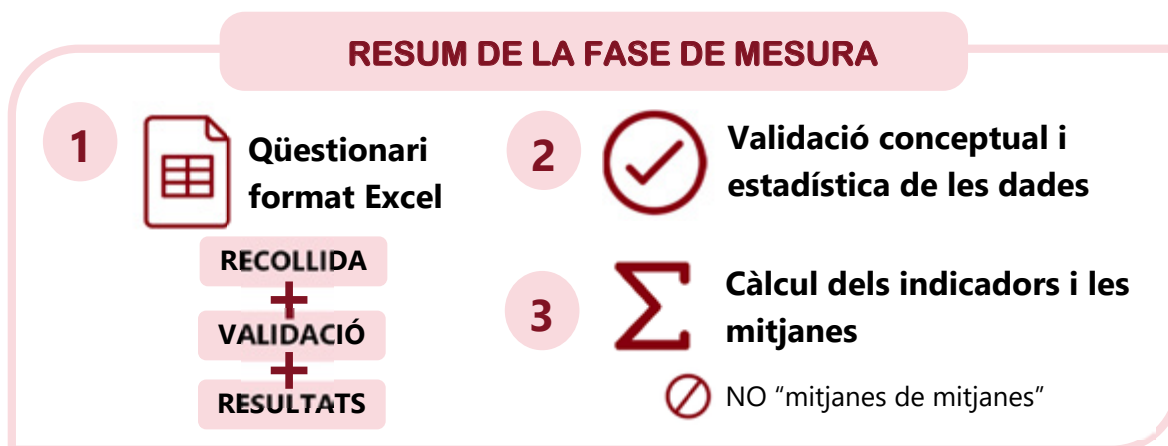 RESUM DE LA FASE DE MESURA
1
Qüestionari
format Excel
RECOLLIDA
+
VALIDACIÓ
+
RESULTATS
2
Validació conceptual i
estadística de les dades
3
Σ
Càlcul dels indicadors i les
mitjanes
NO “mitjanes de mitjanes”